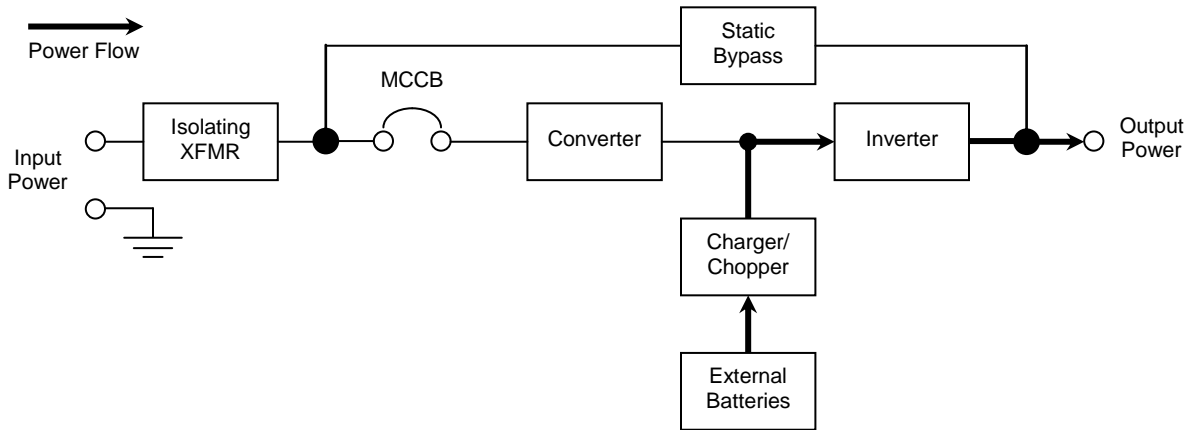 Power Flow
Static
Bypass
MCCB
Isolating
XFMR
Converter
Inverter
Output
Power
Input
Power
Charger/
Chopper
External
Batteries